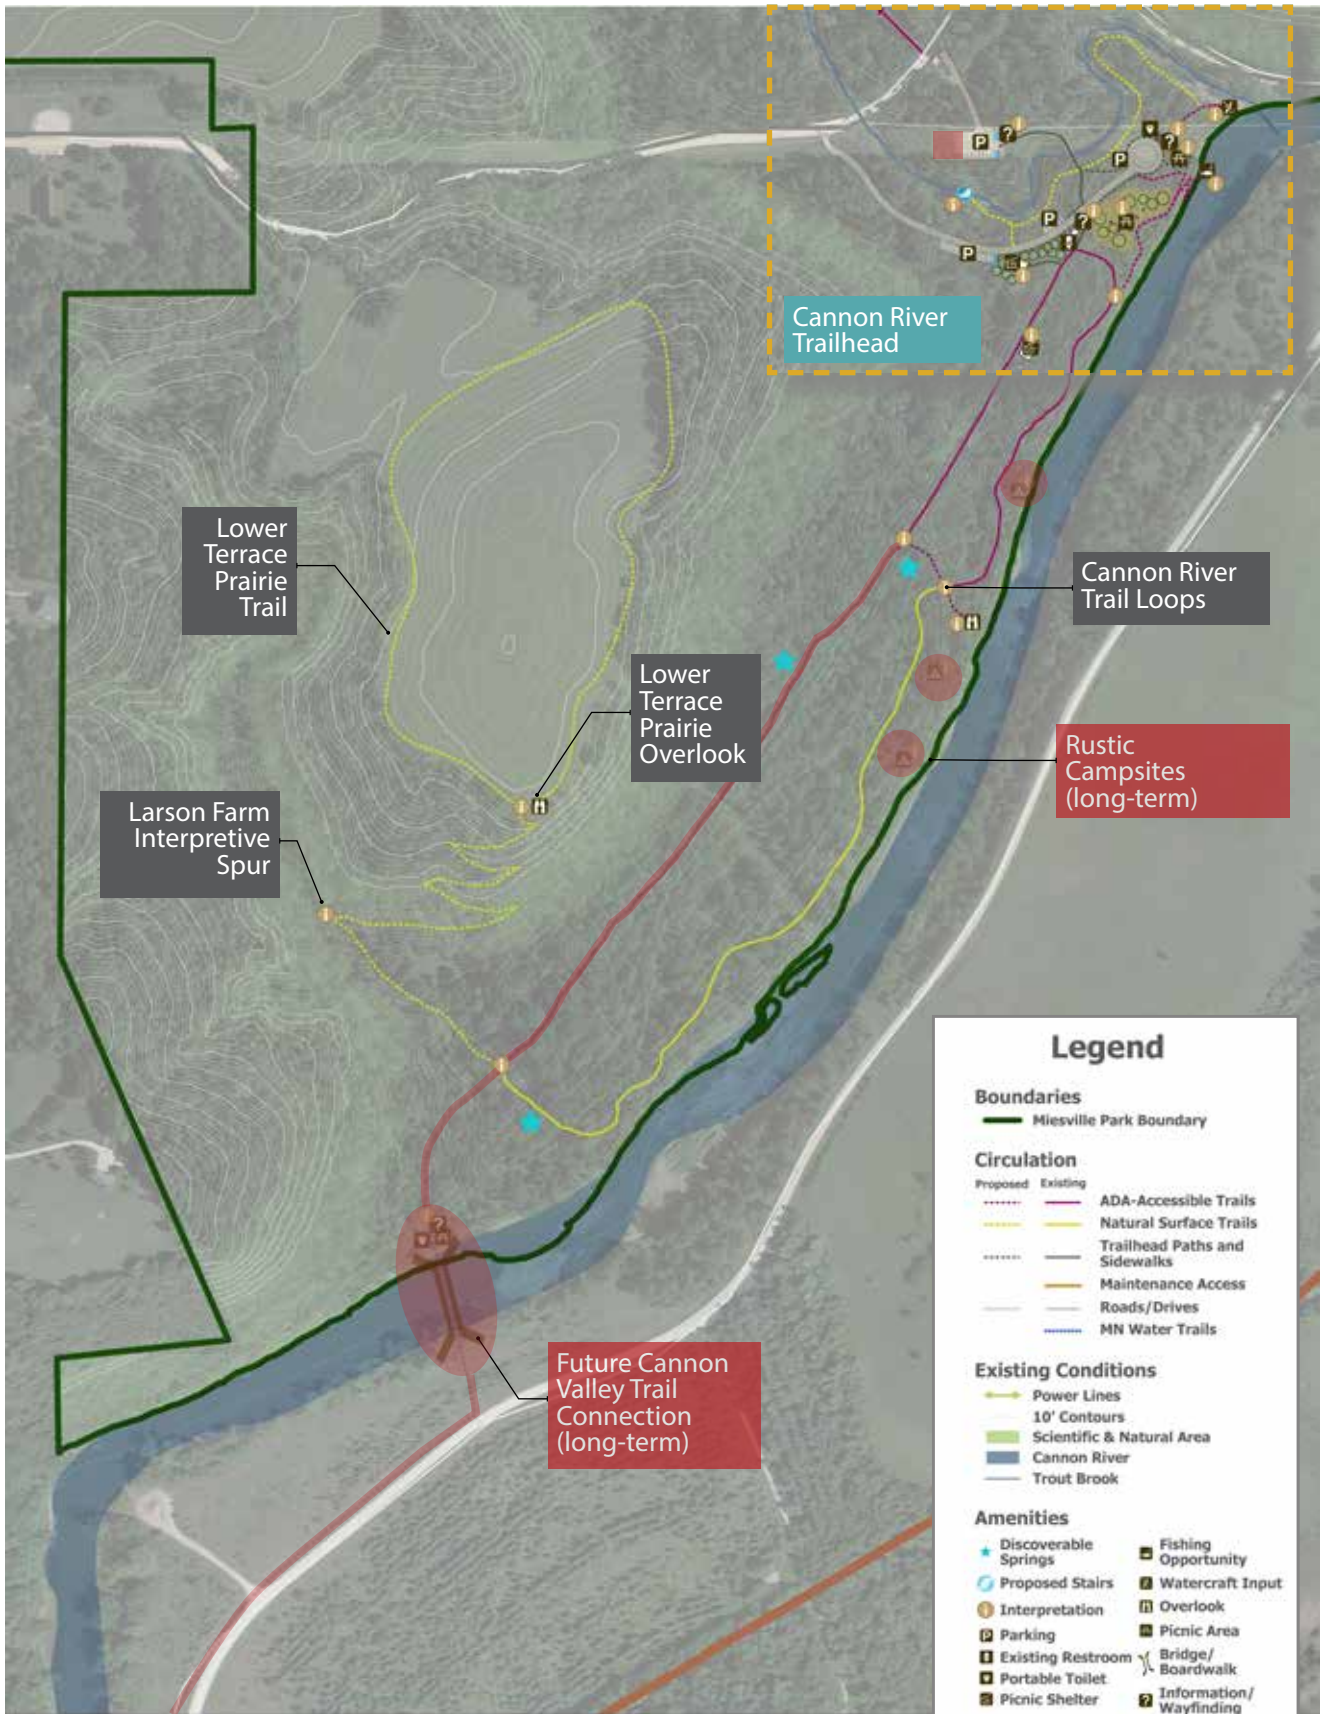 Cannon River
Trailhead
Lower
Terrace
Prairie
Trail
Cannon River
Trail Loops
Lower
Terrace
Prairie
Overlook
Rustic
Campsites
(long-term)
Larson Farm
Interpretive
Spur
Future Cannon
Valley Trail
Connection
(long-term)
Legend
Boundaries
Miesville Park Boundary
Circulation
Proposed Existing
ADA-Accessible Trails
Natural Surface Trails
Trailhead Paths and
Sidewalks
Maintenance Access
Roads/Drives
MN Water Trails
Existing Conditions
Power Lines
10' Contours
Scientific & Natural Area
Cannon River
Trout Brook
Amenities
Discoverable
Springs
Proposed Stairs
Interpretation
Parking
Existing Restroom
Portable Toilet
Picnic Shelter
Fishing
Opportunity
Watercraft Input
Overlook
Picnic Area
Bridge/
Boardwalk
Information/
Wayfinding